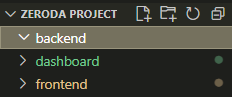 ZERODA PROJECT
backend
dashboard
frontend